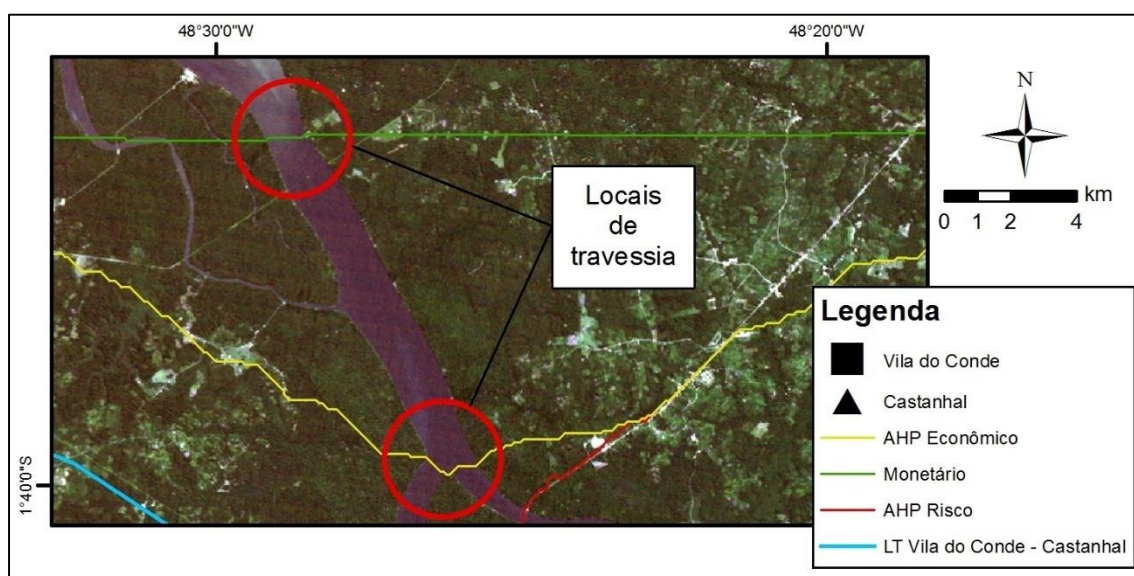 48°30'0"W
48°20'0"W
N
km
0 1 2 4
Locais
de
travessia
Legenda
Vila do Conde
Castanhal
AHP Econômico
Monetário
AHP Risco
LT Vila do Conde - Castanhal
1°40'0"S